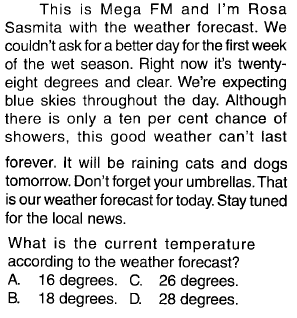 This is Mega FM and I'm Rosa
Sasmita with the weather forecast. We
couldn't ask for a better day for the first week
of the wet season. Right now it's twenty-
eight degrees and clear. We're expecting
blue skies throughout the day. Although
there is only a ten per cent chance of
showers, this good weather can't last
forever. It will be raining cats and dogs
tomorrow. Don't forget your umbrellas. That
is our weather forecast for today. Stay tuned
for the local news.
What is the current temperature
according to the weather forecast?
A. 16 degrees. C. 26 degrees.
B. 18 degrees. D. 28 degrees.